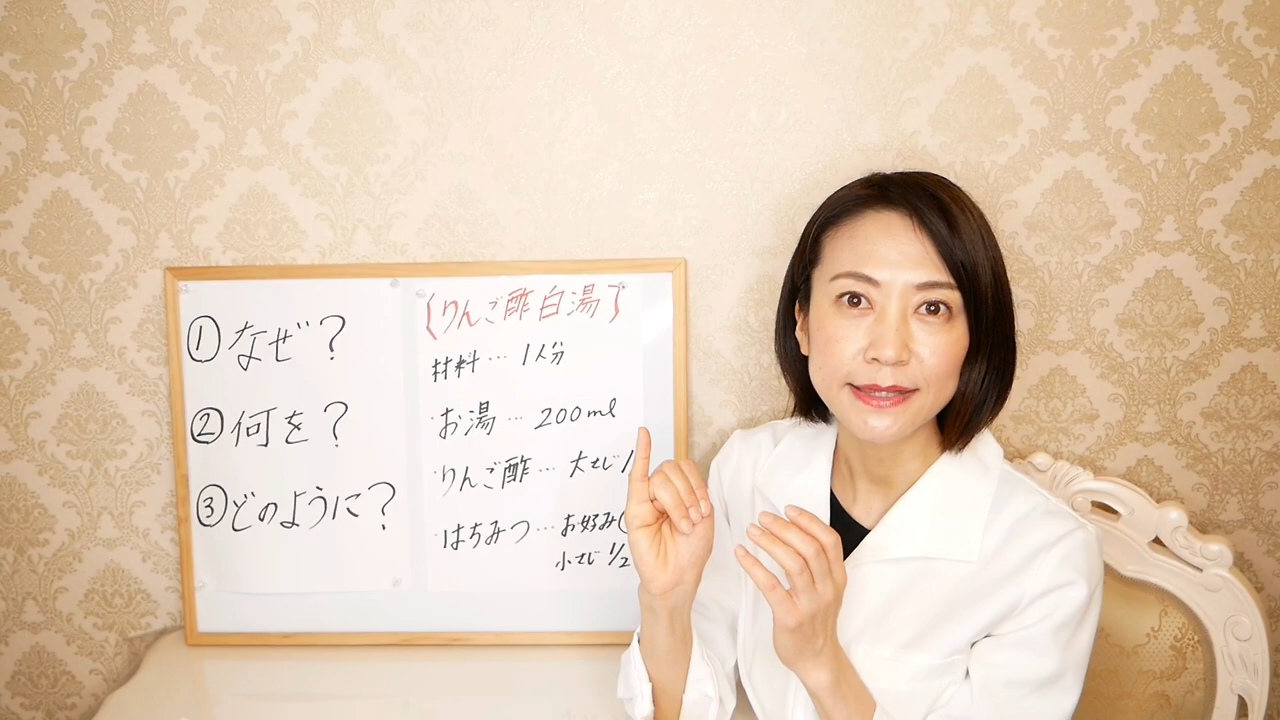 ①なぜ?
②何を?
③どのように?
〈りんご酢白湯〉
材料…1人分
・お湯…200ml
・りんご酢…大さじ1
・はちみつ…お好み(
小さじ1/2